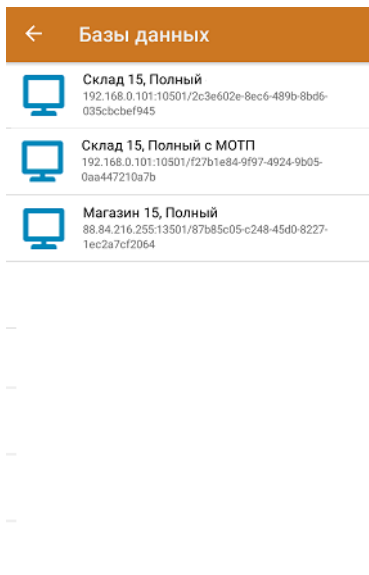 Базы данных
Склад 15, Полный
192.168.0.101:10501/2c3e602e-8ec6-489b-8bd6-
035cbcbef945
Склад 15, Полный с МОТП
192.168.0.101:10501/f27b1e84-9f97-4924-9b05-
0aa447210a7b
Магазин 15, Полный
88.84.216.255:13501/87b85c05-c248-45d0-8227-
1ec2a7cf2064